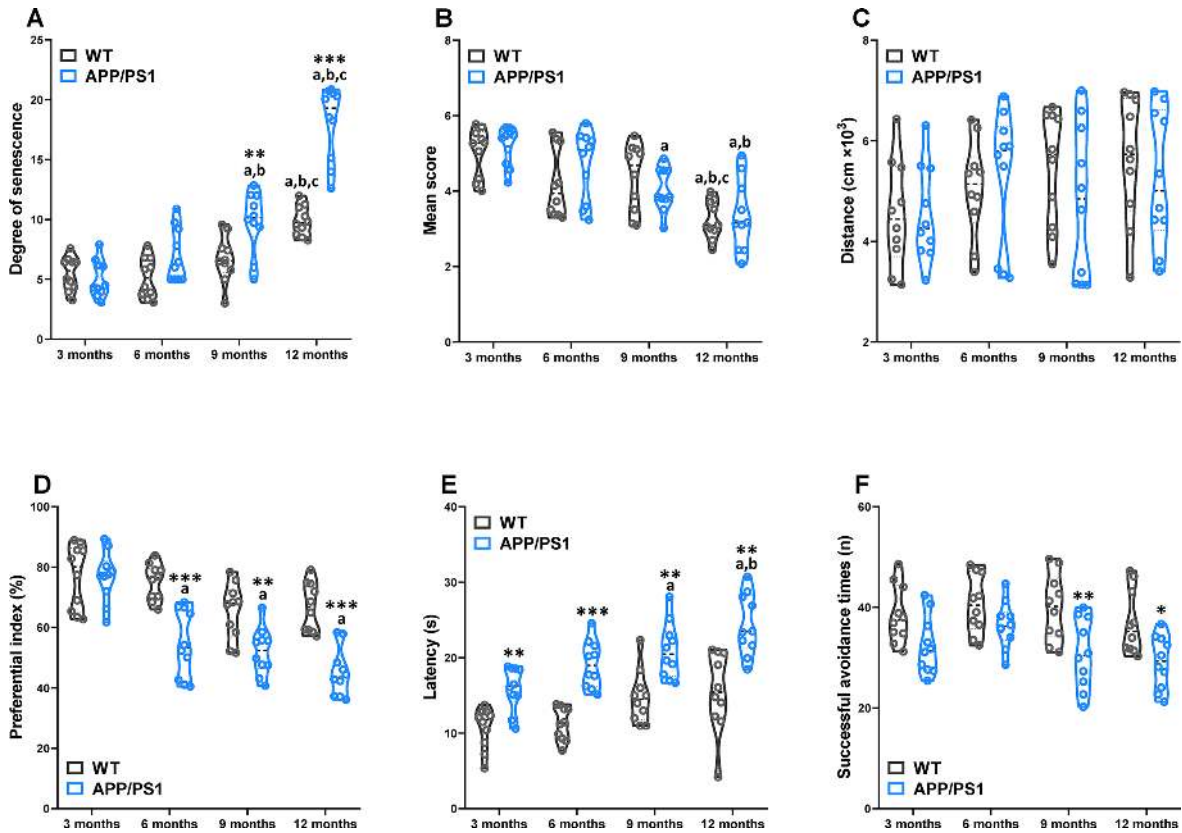 A
Degree of senescence
25
20
15
10
5
0
WT
APP/PS1
**
a,b
a,b,c
***
a,b,c
3 months
6 months
9 months
12 months
B
Mean score
8
6
4
2
0
WT
APP/PS1
a
a,b,c
a,b
3 months
6 months
9 months
12 months
C
Distance (cm ×10³)
8
6
4
2
WT
APP/PS1
3 months
6 months
9 months
12 months
D
Preferential index (%)
100
80
60
40
20
0
***
a
**
a
***
a
WT
APP/PS1
3 months
6 months
9 months
12 months
E
Latency (s)
40
30
20
10
0
WT
APP/PS1
**
***
**
a
**
a,b
3 months
6 months
9 months
12 months
F
Successful avoidance times (n)
60
40
20
0
**
*
WT
APP/PS1
3 months
6 months
9 months
12 months